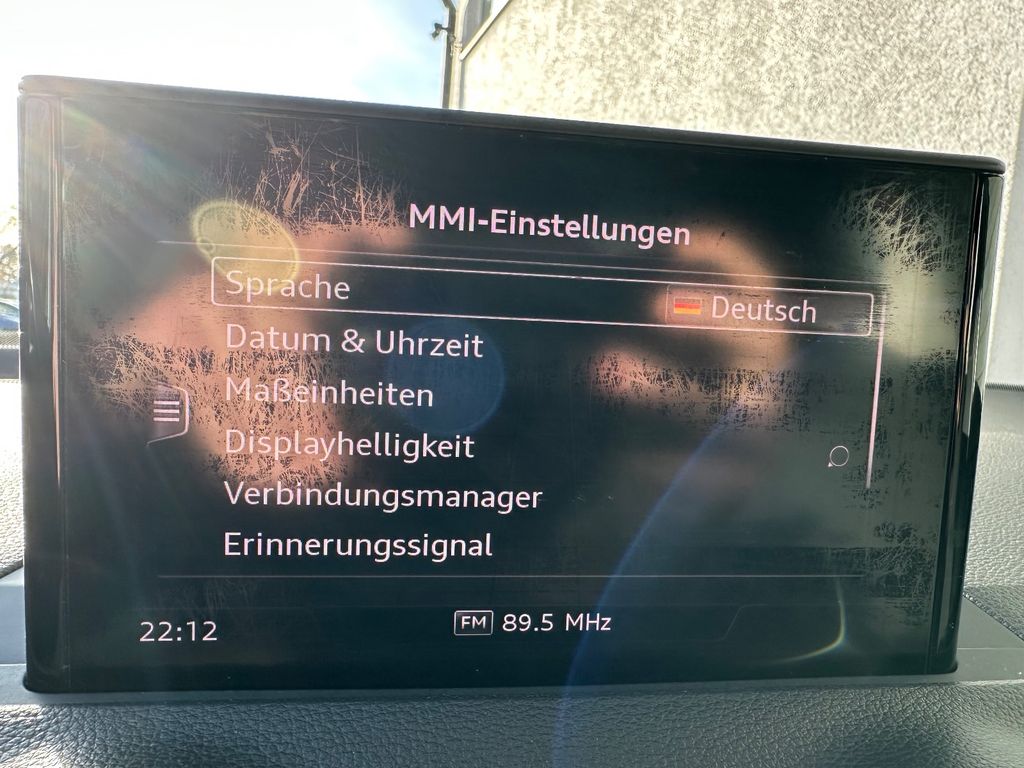 MMI-Einstellungen
Sprache Deutsch
Datum & Uhrzeit
Maßeinheiten
Displayhelligkeit
Verbindungsmanager
Erinnerungssignal
22:12 FM 89.5 MHz